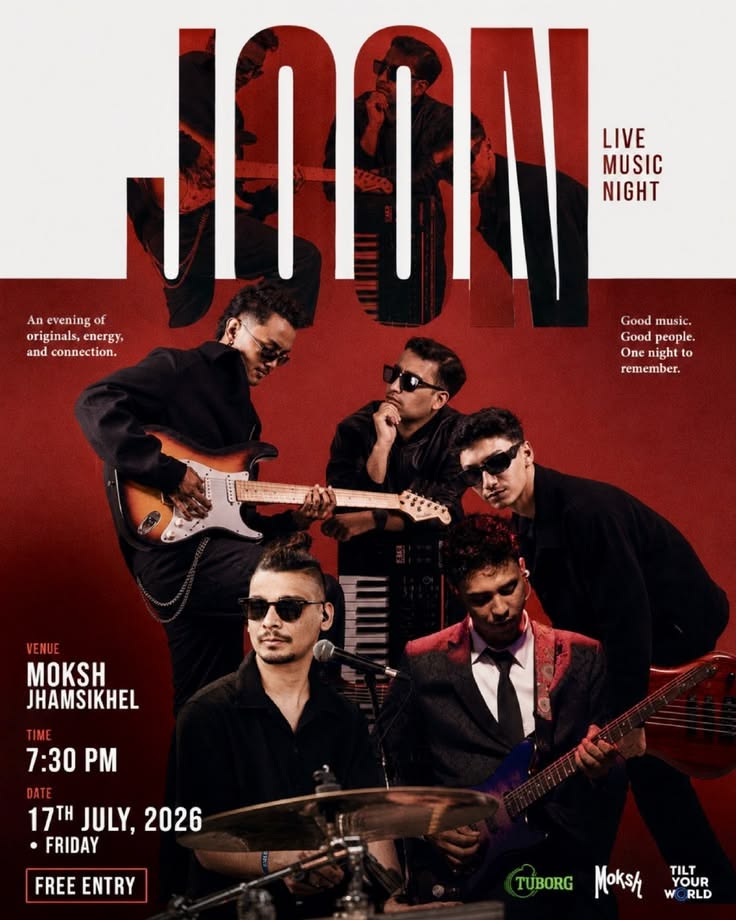 JOON
LIVE
MUSIC
NIGHT
An evening of
originals, energy,
and connection.
Good music.
Good people.
One night to
remember.
VENUE
MOKSH
JHAMSIKHEL
TIME
7:30 PM
DATE
17TH JULY, 2026
• FRIDAY
FREE ENTRY
TUBORG
Moksh
TILT
YOUR
WORLD